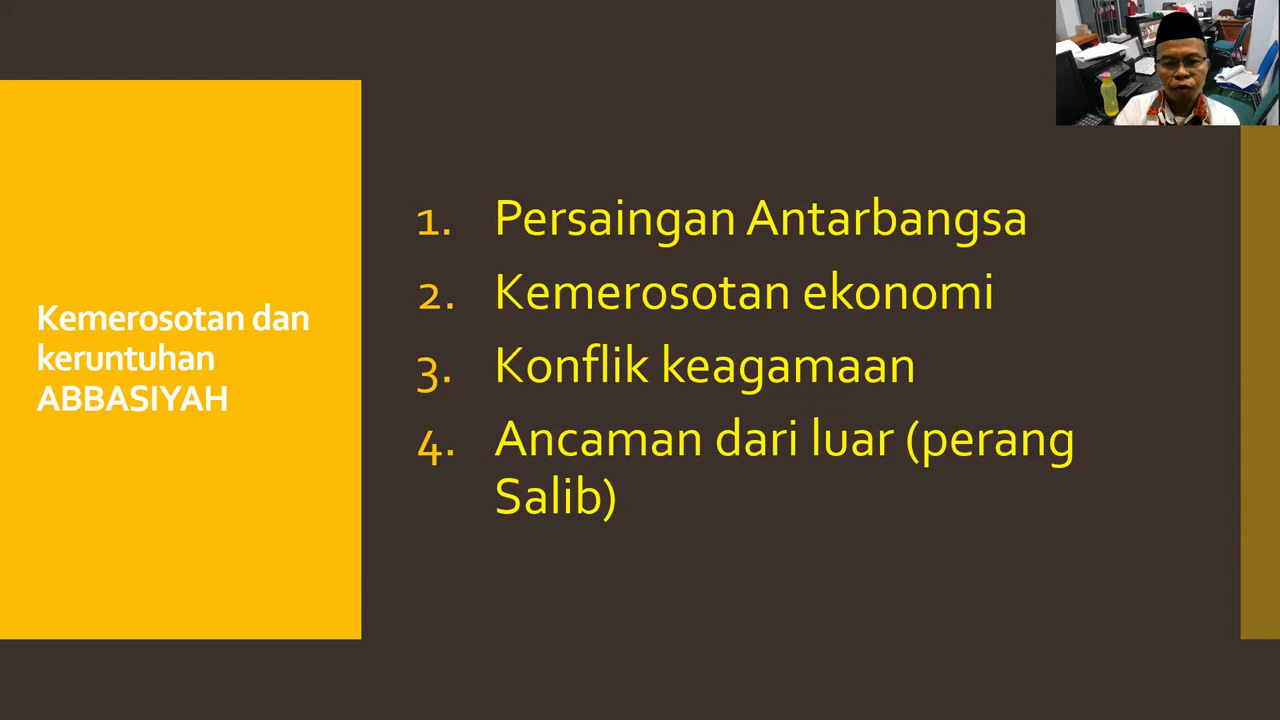 Kemerosotan dan
keruntuhan
ABBASIYAH
1. Persaingan Antarbangsa
2. Kemerosotan ekonomi
3. Konflik keagamaan
4. Ancaman dari luar (perang
Salib)